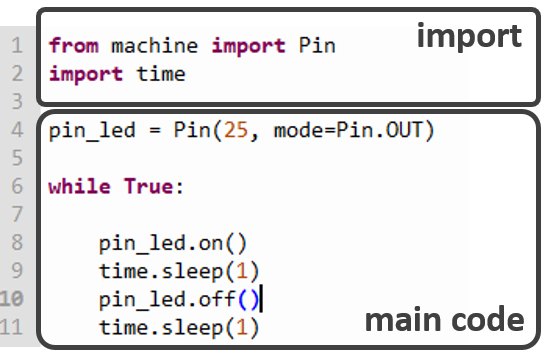 import
1 from machine import Pin
2 import time
3
4 pin_led = Pin(25, mode=Pin.OUT)
5
6 while True:
7
8     pin_led.on()
9     time.sleep(1)
10     pin_led.off()
11     time.sleep(1)
main code